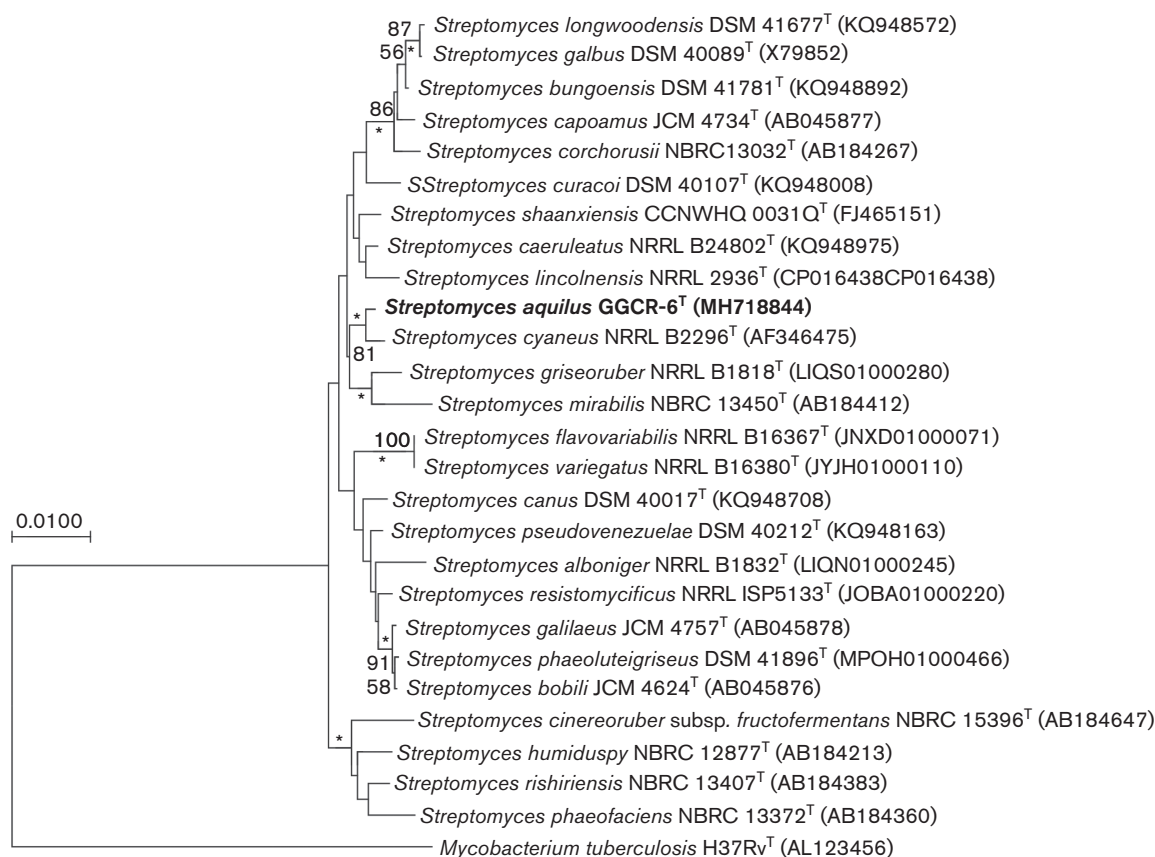 87
Streptomyces longwoodensis DSM 41677T (KQ948572)
56
*
Streptomyces galbus DSM 40089T (X79852)
Streptomyces bungoensis DSM 41781T (KQ948892)
86
*
Streptomyces capoamus JCM 4734T (AB045877)
Streptomyces corchorusii NBRC13032T (AB184267)
SStreptomyces curacoi DSM 40107T (KQ948008)
Streptomyces shaanxiensis CCNWHQ 0031QT (FJ465151)
Streptomyces caeruleatus NRRL B24802T (KQ948975)
Streptomyces lincolnensis NRRL 2936T (CP016438CP016438)
Streptomyces aquilus GGCR-6T (MH718844)
*
Streptomyces cyaneus NRRL B2296T (AF346475)
81
Streptomyces griseoruber NRRL B1818T (LIQS01000280)
*
Streptomyces mirabilis NBRC 13450T (AB184412)
100
*
Streptomyces flavovariabilis NRRL B16367T (JNXD01000071)
Streptomyces variegatus NRRL B16380T (JYJH01000110)
Streptomyces canus DSM 40017T (KQ948708)
0.0100
Streptomyces pseudovenezuelae DSM 40212T (KQ948163)
Streptomyces alboniger NRRL B1832T (LIQN01000245)
Streptomyces resistomycificus NRRL ISP5133T (JOBA01000220)
Streptomyces galilaeus JCM 4757T (AB045878)
*
91
Streptomyces phaeoluteigriseus DSM 41896T (MPOH01000466)
58
Streptomyces bobili JCM 4624T (AB045876)
Streptomyces cinereoruber subsp. fructofermentans NBRC 15396T (AB184647)
*
Streptomyces humiduspy NBRC 12877T (AB184213)
Streptomyces rishiriensis NBRC 13407T (AB184383)
Streptomyces phaeofaciens NBRC 13372T (AB184360)
Mycobacterium tuberculosis H37RvT (AL123456)